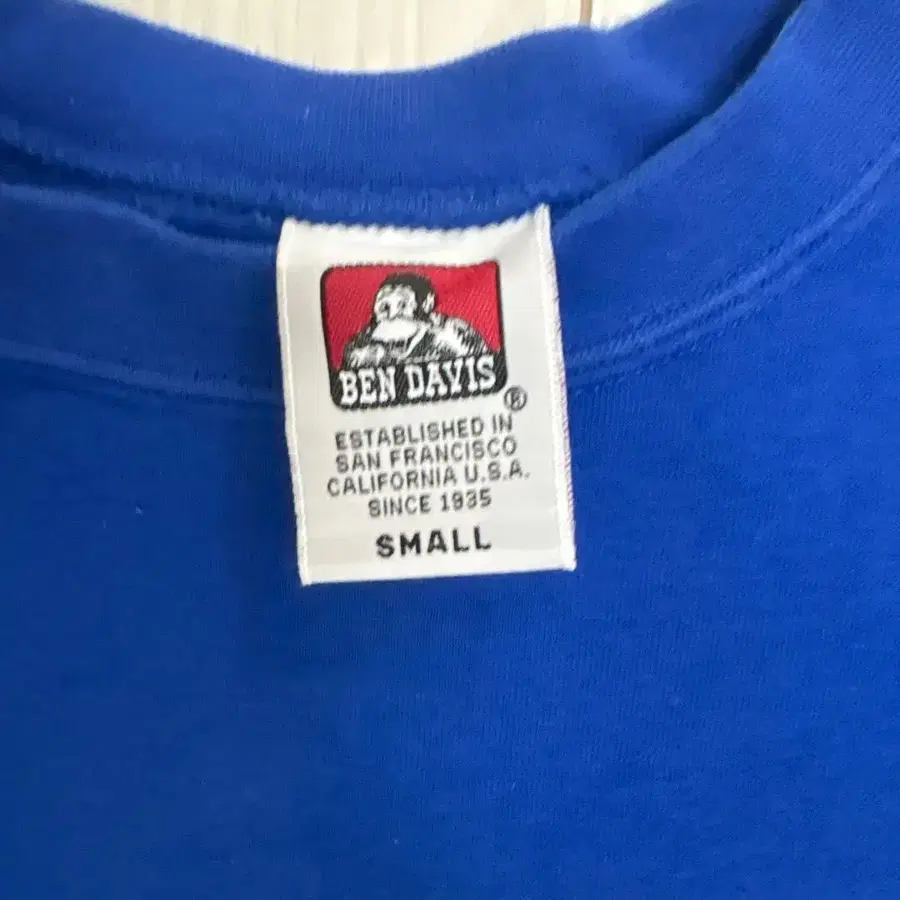 BEN DAVIS®
ESTABLISHED IN
SAN FRANCISCO
CALIFORNIA U.S.A.
SINCE 1935
SMALL